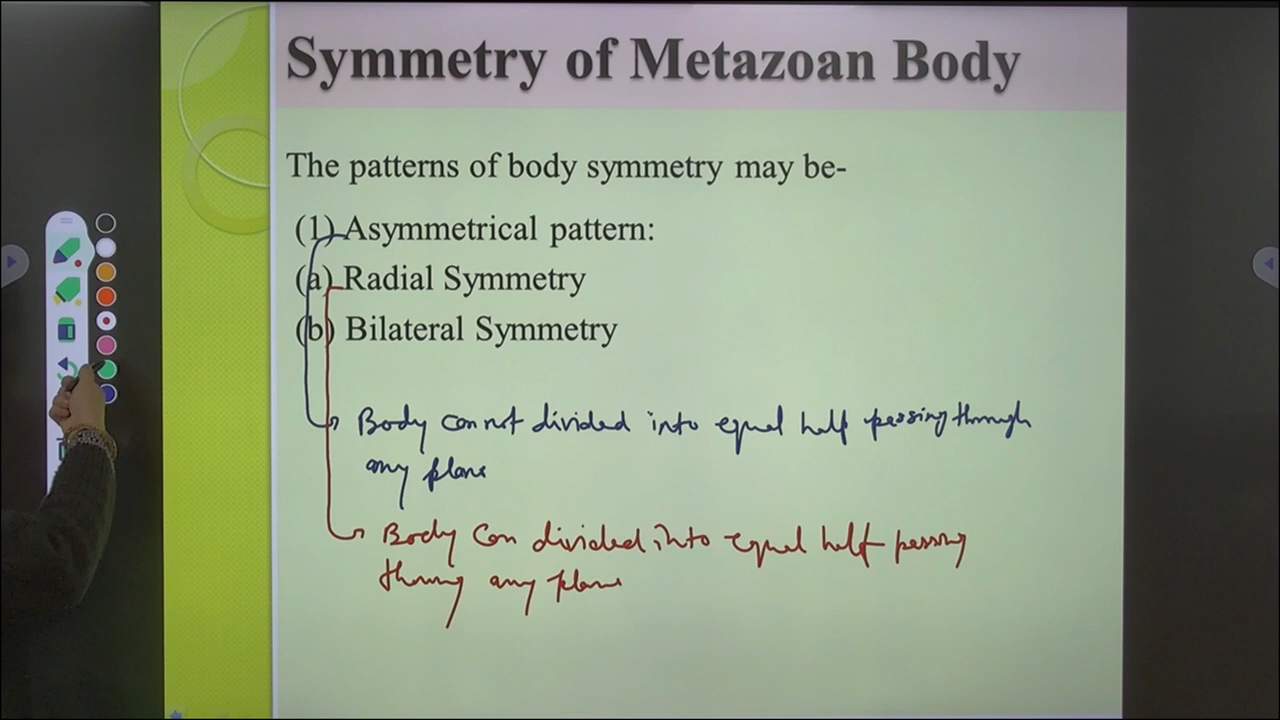 Symmetry of Metazoan Body
The patterns of body symmetry may be-
(1) Asymmetrical pattern:
(a) Radial Symmetry
(b) Bilateral Symmetry
Body can not divided into equal half passing through
any plane
Body can divided into equal half passing
through any plane